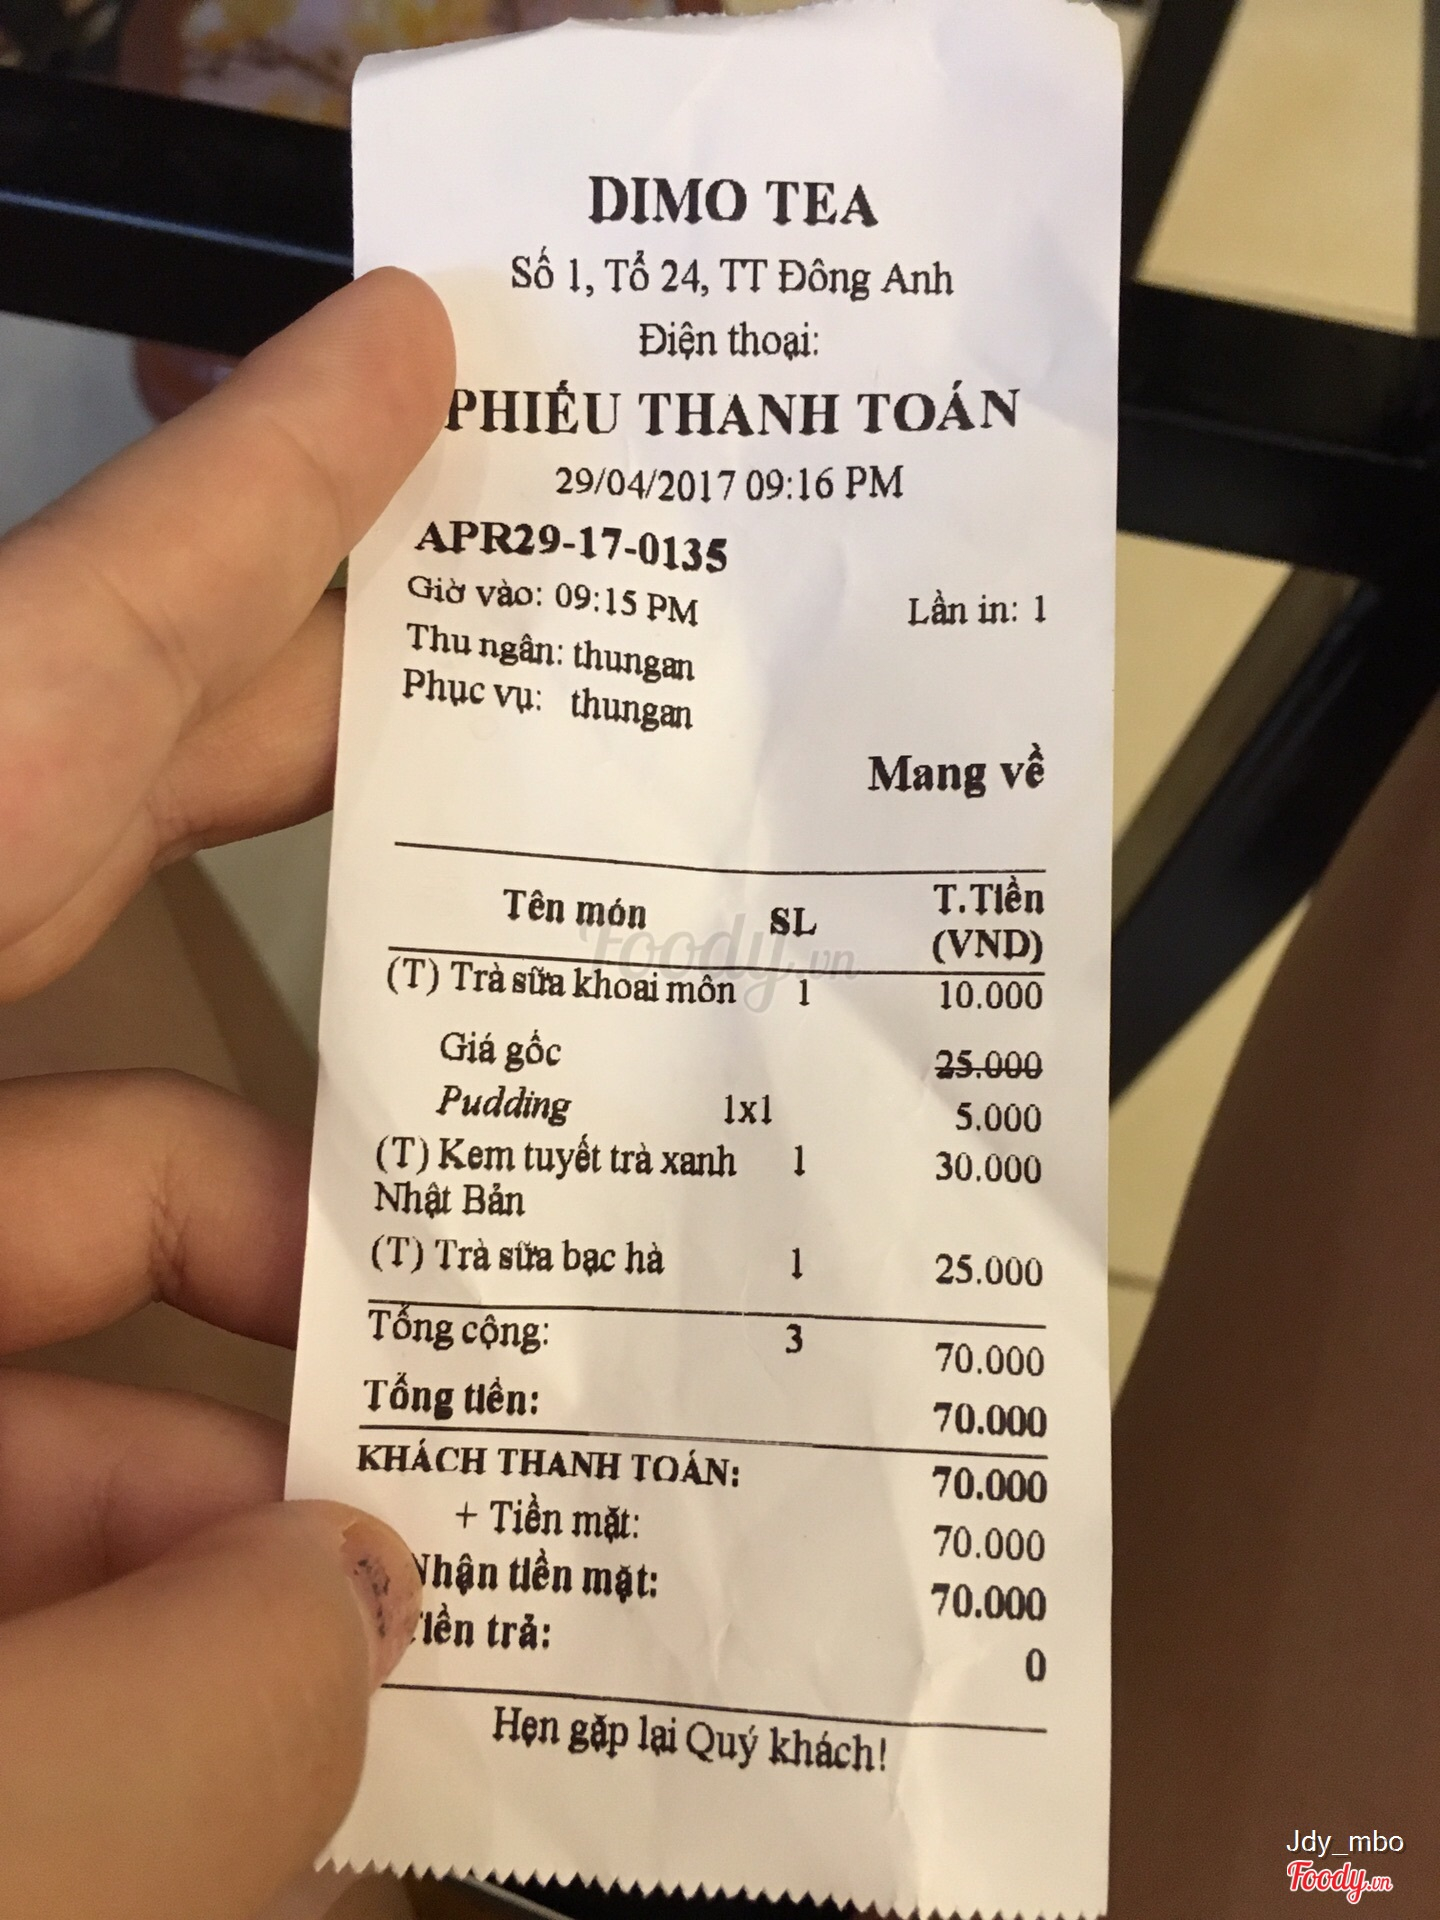 DIMO TEA
Số 1, Tổ 24, TT Đông Anh
Điện thoại:
PHIẾU THANH TOÁN
29/04/2017 09:16 PM
APR29-17-0135
Giờ vào: 09:15 PM Lần in: 1
Thu ngân: thungan
Phục vụ: thungan
Mang về
Tên món SL T.Tiền
(VND)
(T) Trà sữa khoai môn 1 10.000
Giá gốc 25.000
Pudding 1x1 5.000
(T) Kem tuyết trà xanh 1 30.000
Nhật Bản
(T) Trà sữa bạc hà 1 25.000
Tổng cộng: 3 70.000
Tổng tiền: 70.000
KHÁCH THANH TOÁN: 70.000
+ Tiền mặt: 70.000
Nhận tiền mặt: 70.000
Tiền trả: 0
Hẹn gặp lại Quý khách!
Foody.vn
Jdy_mbo
Foody.vn